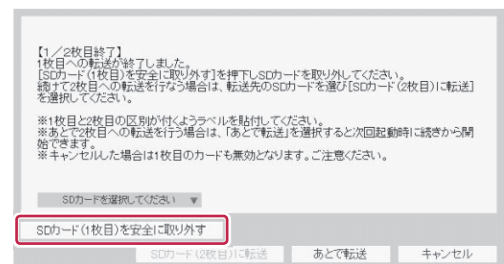 【1/2枚目終了】
1枚目への転送が終了しました。
[SDカード(1枚目)を安全に取り外す]を押下しSDカードを取り外してください。
続けて2枚目への転送を行なう場合は、転送先のSDカードを選び[SDカード(2枚目)に転送]
を選択してください。
※1枚目と2枚目の区別が付くようラベルを貼付してください。
※あとで2枚目への転送を行う場合は、「あとで転送」を選択すると次回起動時に続きから開
始できます。
※キャンセルした場合は1枚目のカードも無効となります。ご注意ください。
SDカードを選択してください ▼
SDカード(1枚目)を安全に取り外す
SDカード(2枚目)に転送 あとで転送 キャンセル